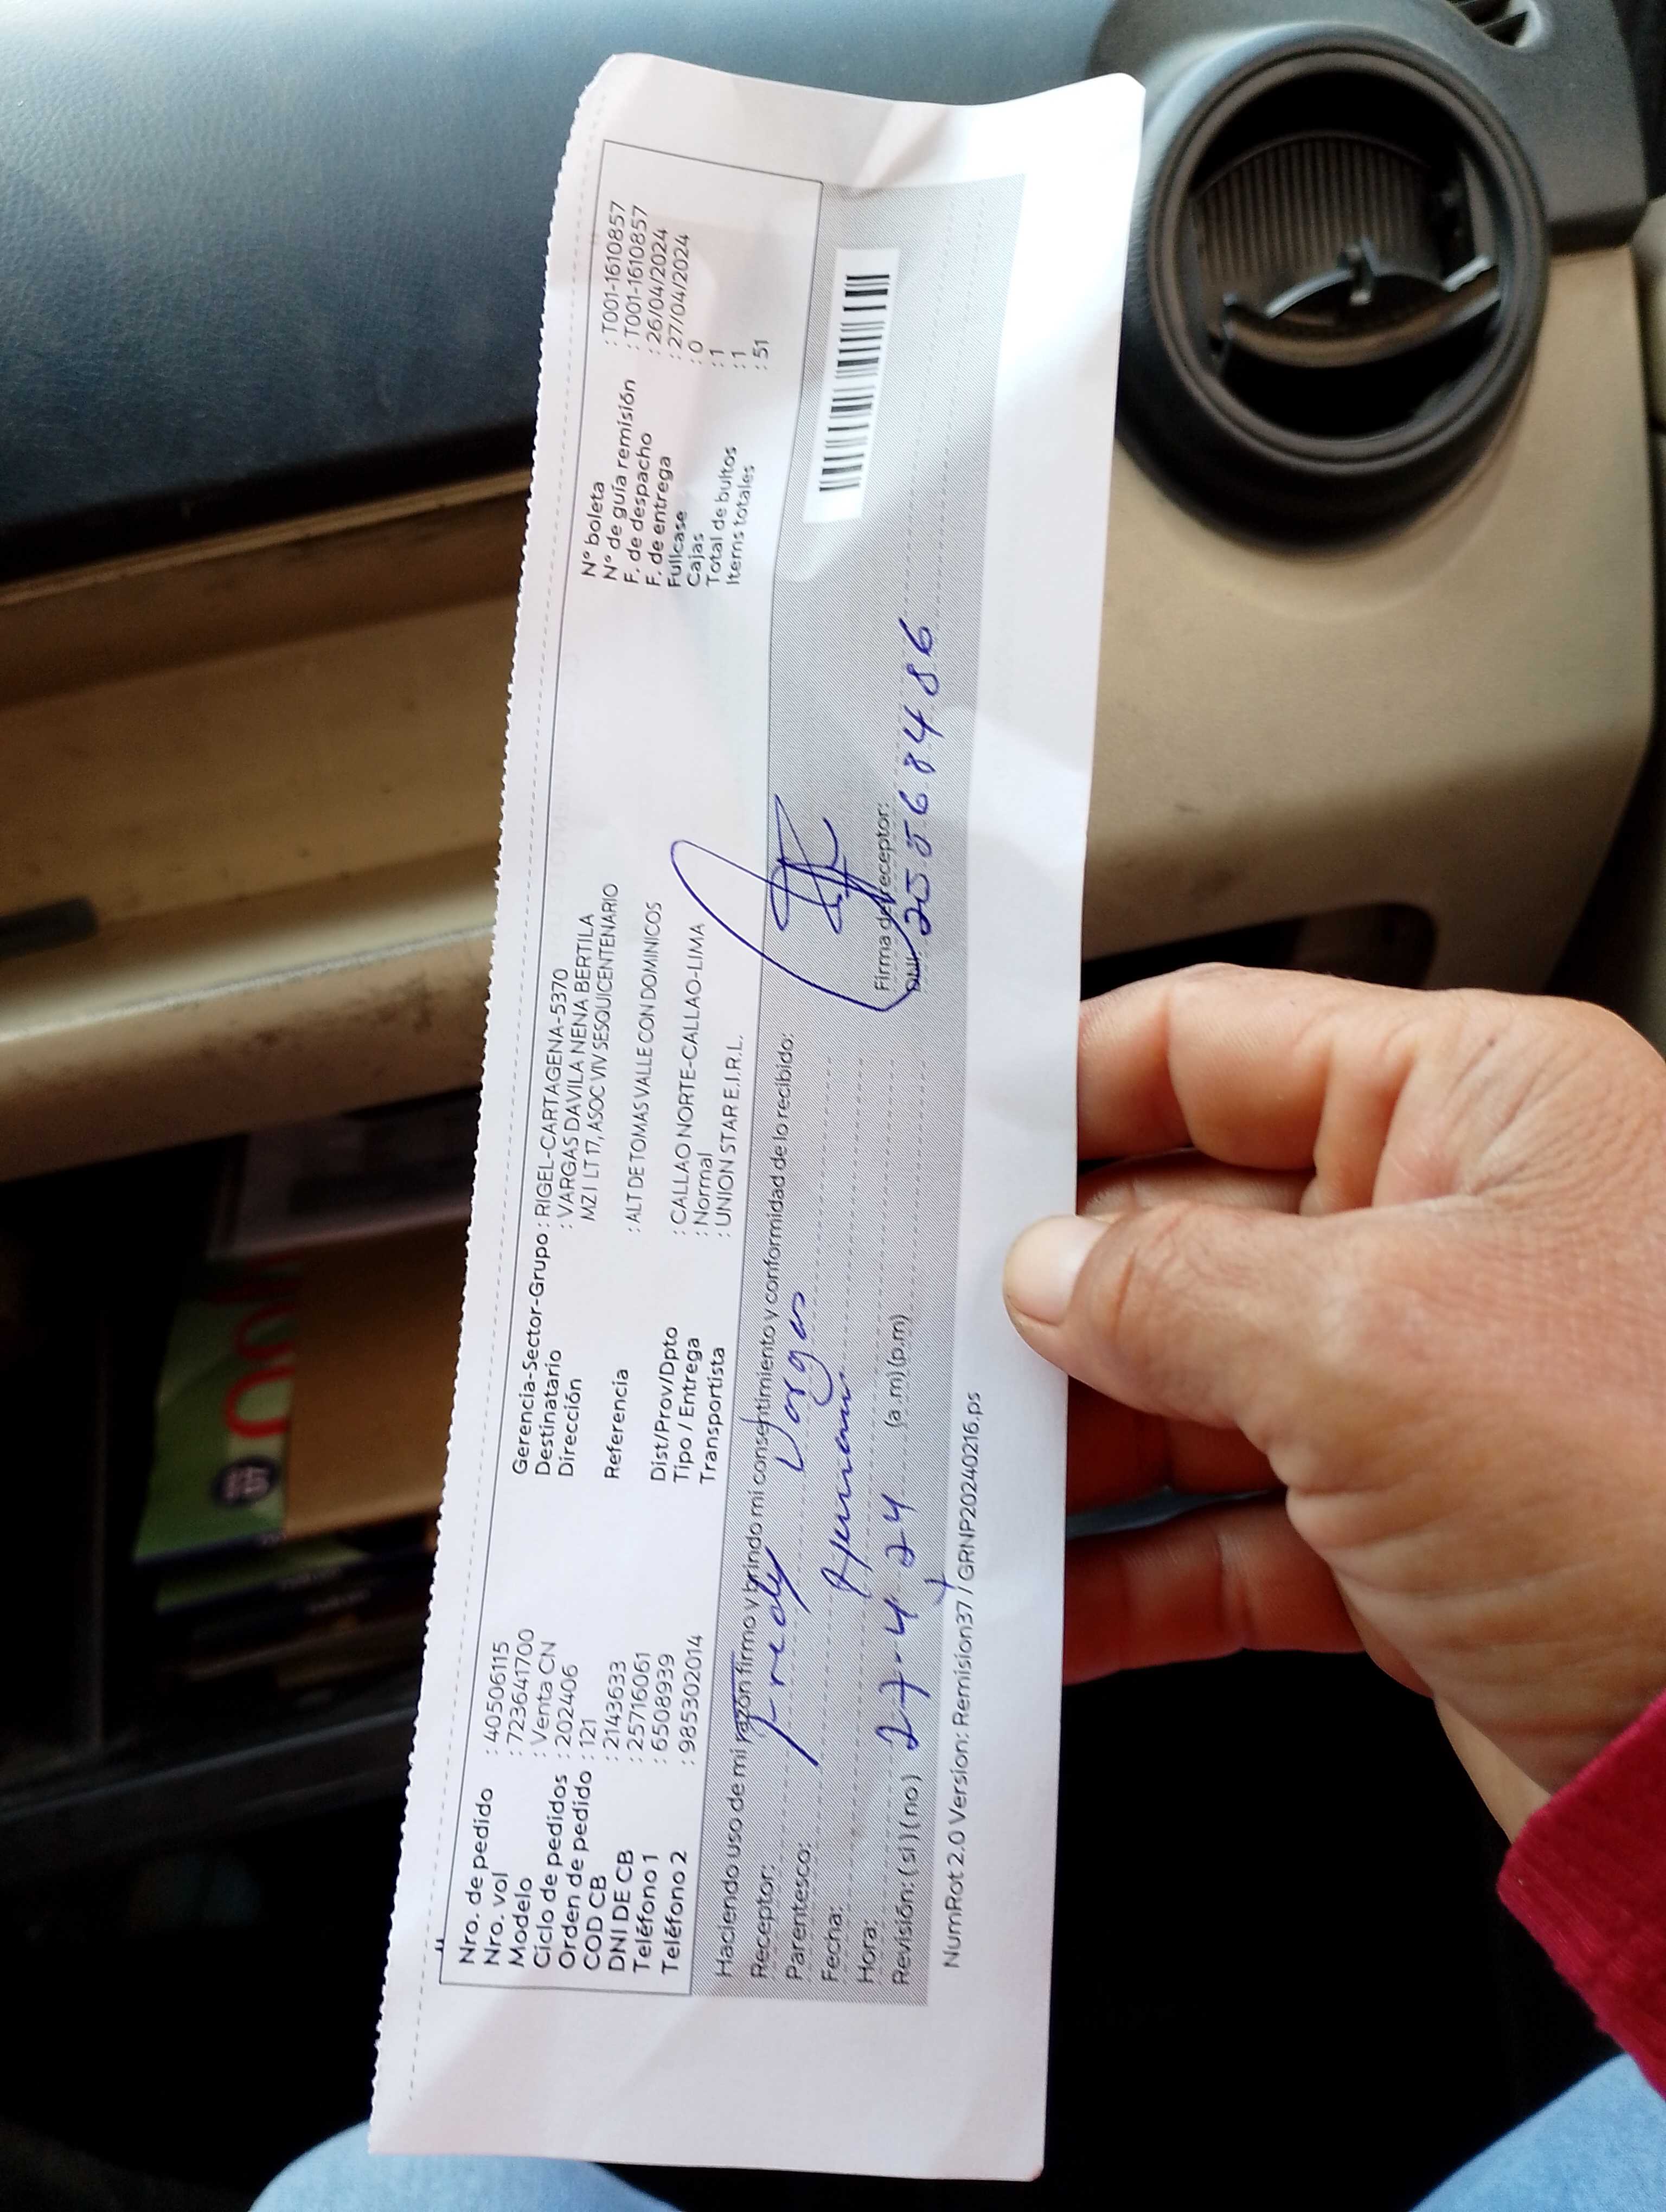 Nro. de pedido : 40506115
Nro. vol : 7236417​00
Modelo : Venta CN
Ciclo de pedidos : 202406
Orden de pedido : 121
COD CB : 2143633
DNI DE CB : 25716061
Teléfono 1 : 6508939
Teléfono 2 : 985302014
Gerencia-Sector-Grupo : RIGEL-CARTAGENA-5370
Destinatario : VARGAS DAVILA NENA BERTILA
Dirección MZ I LT 17, ASOC VIV SESQUICENTENARIO
Referencia : ALT DE TOMAS VALLE CON DOMINICOS
Dist/Prov/Dpto : CALLAO NORTE-CALLAO-LIMA
Tipo / Entrega : Normal
Transportista : UNION STAR E.I.R.L.
N° boleta : T001-1610857
N° de guía remisión : T001-1610857
F. de despacho : 26/04/2024
F. de entrega : 27/04/2024
Fullcase : 0
Cajas : 1
Total de bultos : 1
Items totales : 51
Haciendo uso de mi razón firmo y brindo mi consentimiento y conformidad de lo recibido:
Receptor: Fredy Vargas
Parentesco: Hermano
Fecha: 27-4-24
Hora: (a.m) (p.m)
Revisión: (si) (no)
Firma de receptor:
DNI 25568486
NumRot 2.0 Version: Remision37 / GRNIP20240216.ps